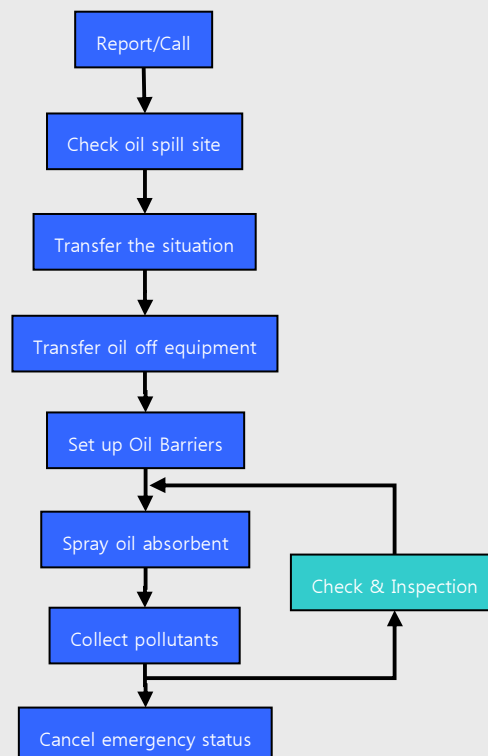 Report/Call
Check oil spill site
Transfer the situation
Transfer oil off equipment
Set up Oil Barriers
Spray oil absorbent
Check & Inspection
Collect pollutants
Cancel emergency status